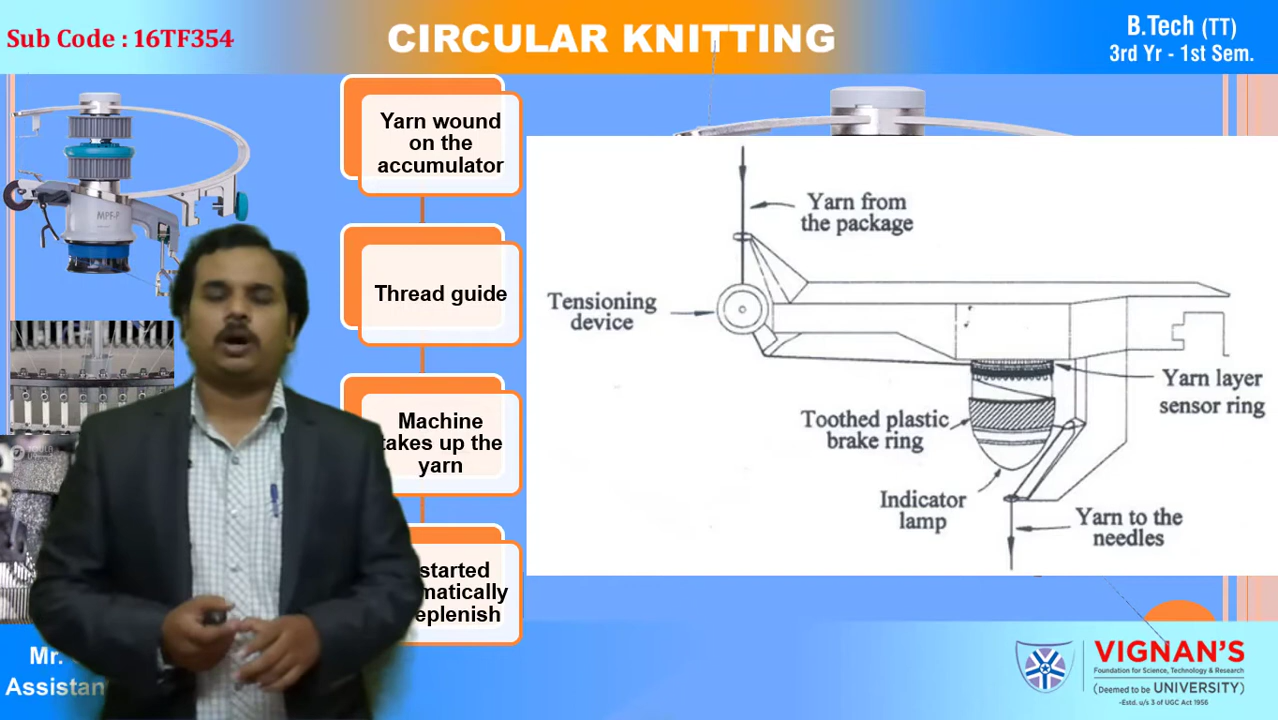 Sub Code : 16TF354
CIRCULAR KNITTING
B.Tech (TT)
3rd Yr - 1st Sem.
MPF-P
Yarn wound
on the
accumulator
Thread guide
Machine
takes up the
yarn
started
Yarn from
the package
Tensioning
device
Yarn layer
sensor ring
Toothed plastic
brake ring
Indicator
lamp
Yarn to the
needles
Mr.
VIGNAN'S
Foundation for Science, Technology & Research
(Deemed to be UNIVERSITY)
-Estd. u/s 3 of UGC Act 1956